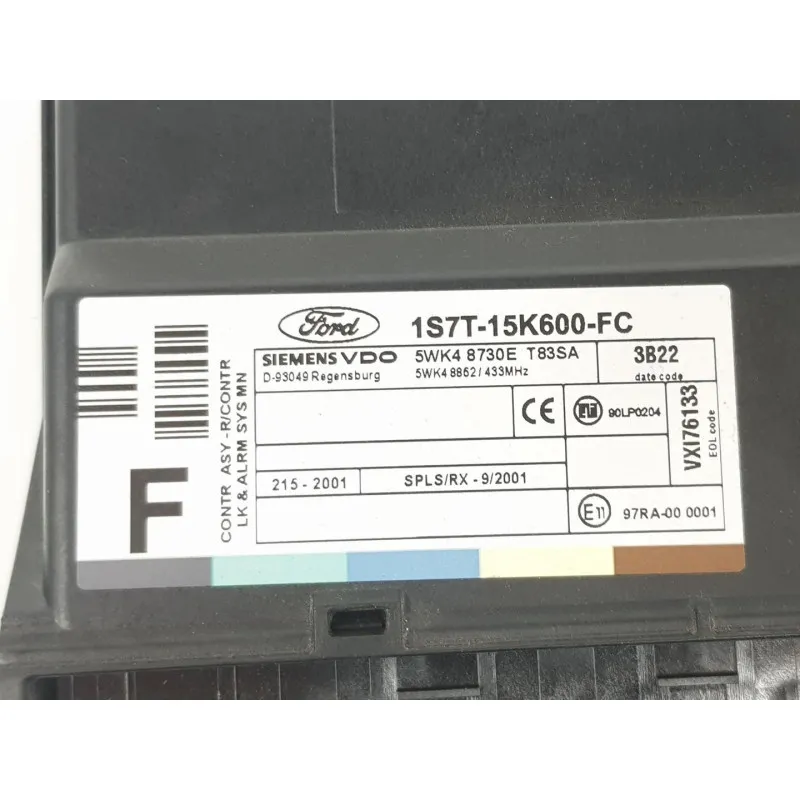 Ford 1S7T-15K600-FC
SIEMENS VDO 5WK4 8730E T83SA 3B22
D-93049 Regensburg 5WK4 8862 / 433MHz date code
CE 90LP0204
VXI76133
EOL code
215 - 2001 SPLS/RX - 9/2001
E11 97RA-00 0001
F
CONTR ASY - R/CONTR
LK & ALRM SYS MN